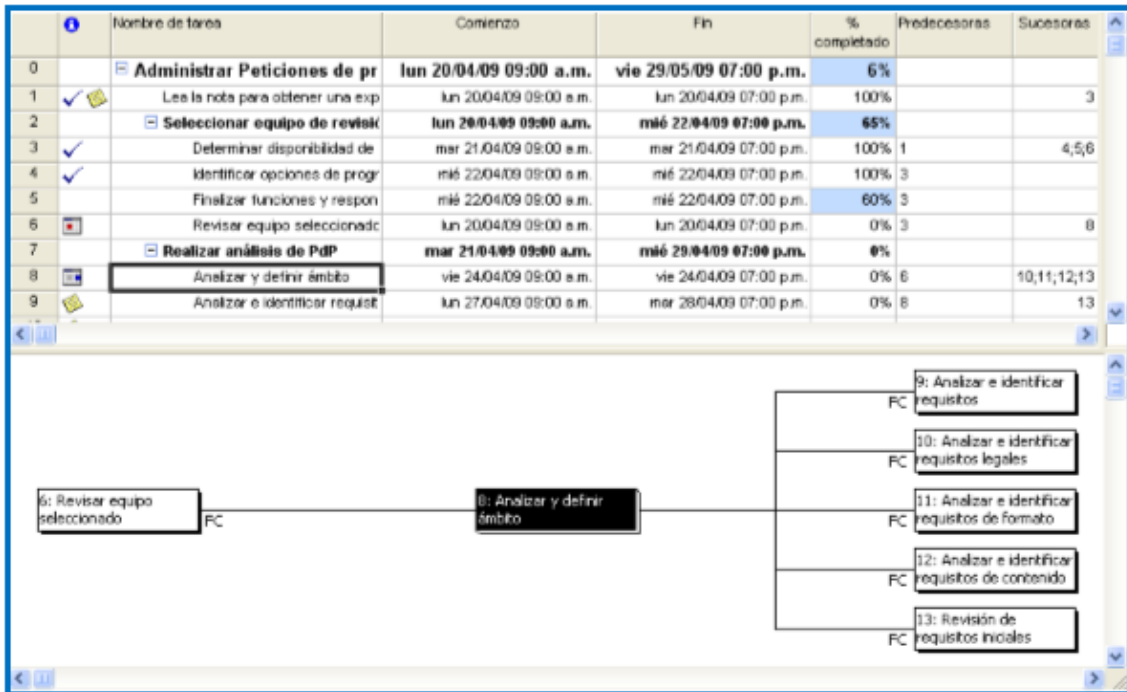 Nombre de tarea Comienzo Fin % completado Predecesoras Sucesoras
0 Administrar Peticiones de pr lun 20/04/09 09:00 a.m. vie 29/05/09 07:00 p.m. 6%
1 Lea la nota para obtener una exp lun 20/04/09 09:00 a.m. lun 20/04/09 07:00 p.m. 100% 3
2 Seleccionar equipo de revisió lun 20/04/09 09:00 a.m. mié 22/04/09 07:00 p.m. 65%
3 Determinar disponibilidad de mar 21/04/09 09:00 a.m. mar 21/04/09 07:00 p.m. 100% 1 4;5;6
4 Identificar opciones de progr mié 22/04/09 09:00 a.m. mié 22/04/09 07:00 p.m. 100% 3
5 Finalizar funciones y respon mié 22/04/09 09:00 a.m. mié 22/04/09 07:00 p.m. 60% 3
6 Revisar equipo seleccionado lun 20/04/09 09:00 a.m. lun 20/04/09 07:00 p.m. 0% 3 8
7 Realizar análisis de PdP mar 21/04/09 09:00 a.m. mié 29/04/09 07:00 p.m. 0%
8 Analizar y definir ámbito vie 24/04/09 09:00 a.m. vie 24/04/09 07:00 p.m. 0% 6 10;11;12;13
9 Analizar e identificar requisit lun 27/04/09 09:00 a.m. mar 28/04/09 07:00 p.m. 0% 8 13
9: Analizar e identificar
FC requisitos
10: Analizar e identificar
FC requisitos legales
6: Revisar equipo
seleccionado FC
8: Analizar y definir
ámbito
11: Analizar e identificar
FC requisitos de formato
12: Analizar e identificar
FC requisitos de contenido
13: Revisión de
FC requisitos iniciales